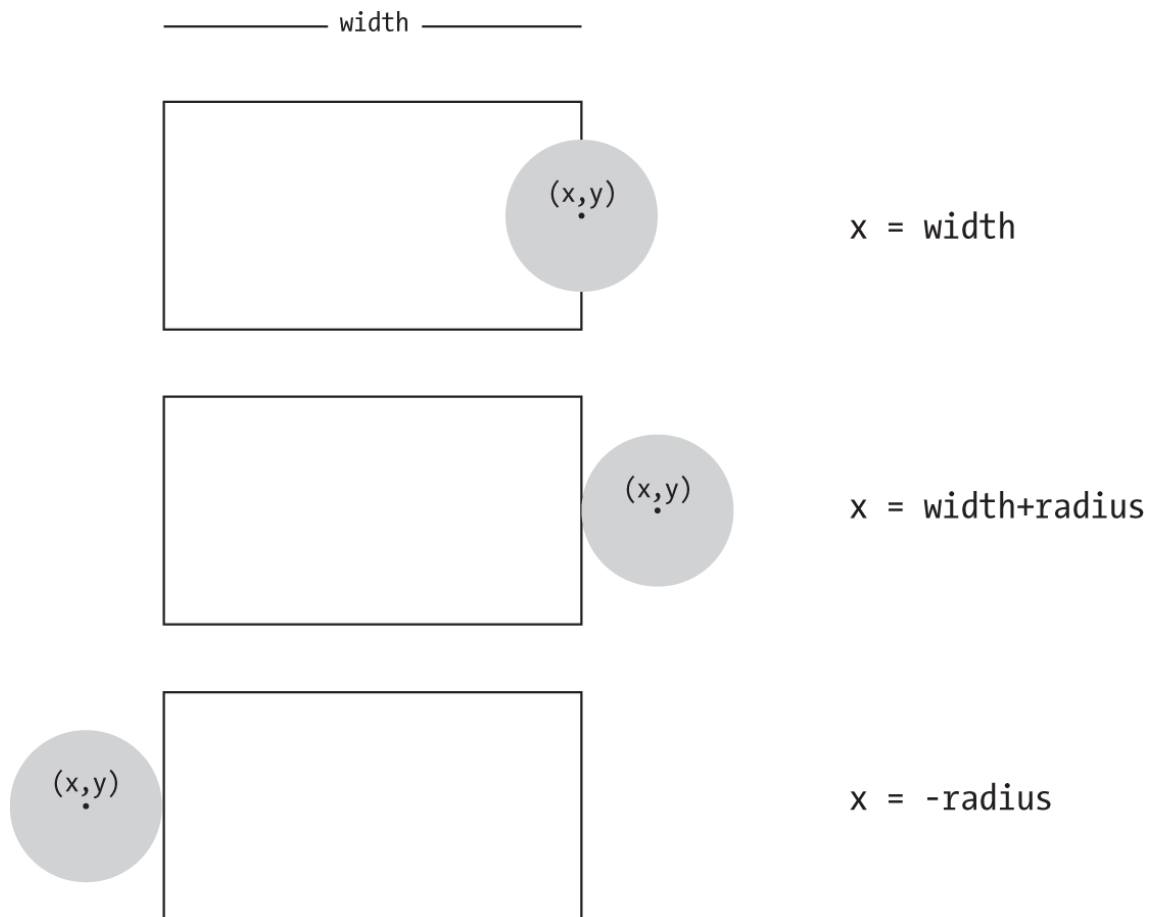 width
(x,y)
x = width
(x,y)
x = width+radius
(x,y)
x = -radius